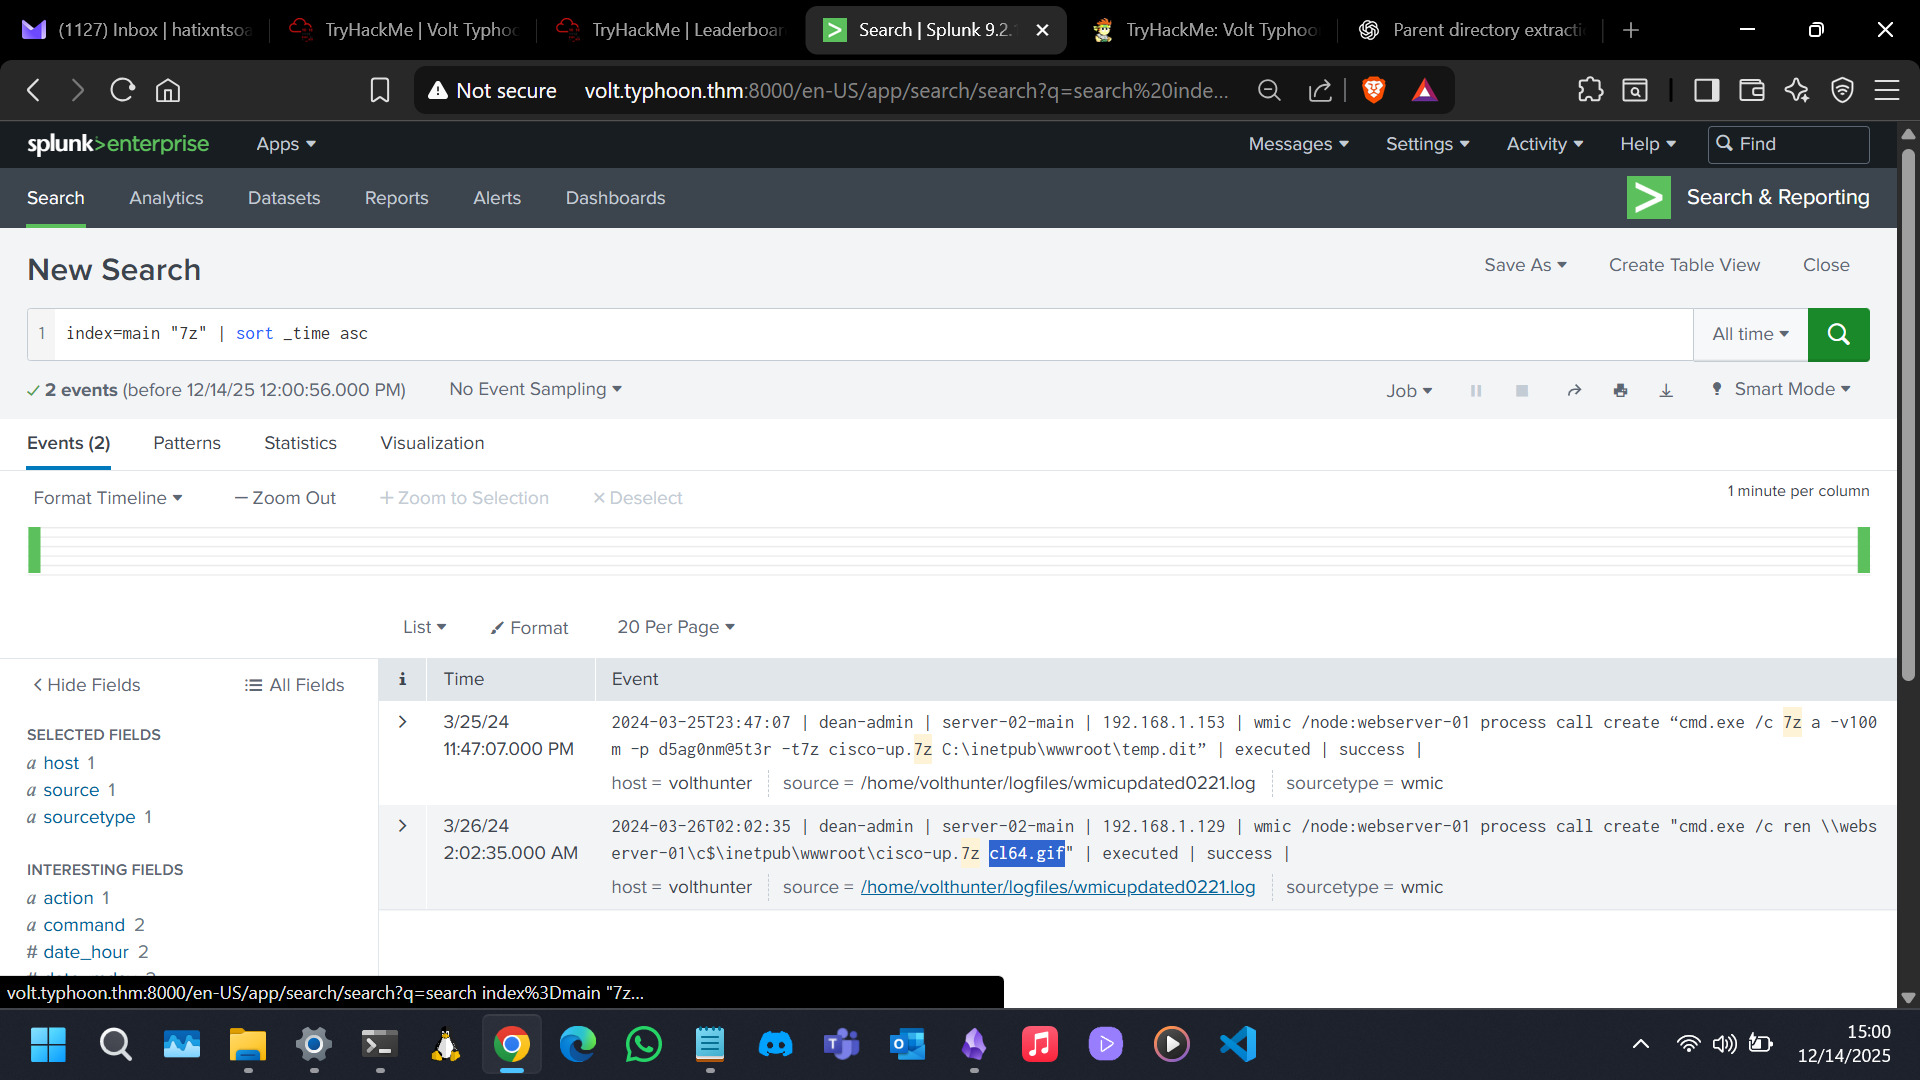 (1127) Inbox | hatixntsoa
TryHackMe | Volt Typhoo
TryHackMe | Leaderboar
Search | Splunk 9.2.
TryHackMe: Volt Typhoo
Parent directory extracti
Not secure volt.typhoon.thm:8000/en-US/app/search/search?q=search%20inde...
splunk>enterprise Apps Messages Settings Activity Help Find
Search Analytics Datasets Reports Alerts Dashboards Search & Reporting
New Search Save As Create Table View Close
1 index=main "7z" | sort _time asc All time
✓ 2 events (before 12/14/25 12:00:56.000 PM) No Event Sampling Job Smart Mode
Events (2) Patterns Statistics Visualization
Format Timeline — Zoom Out + Zoom to Selection × Deselect 1 minute per column
List Format 20 Per Page
< Hide Fields All Fields
i Time Event
SELECTED FIELDS
a host 1
a source 1
a sourcetype 1
INTERESTING FIELDS
a action 1
a command 2
# date_hour 2
3/25/24
11:47:07.000 PM
2024-03-25T23:47:07 | dean-admin | server-02-main | 192.168.1.153 | wmic /node:webserver-01 process call create “cmd.exe /c 7z a -v100
m -p d5ag0nm@5t3r -t7z cisco-up.7z C:\inetpub\wwwroot\temp.dit” | executed | success |
host = volthunter source = /home/volthunter/logfiles/wmicupdated0221.log sourcetype = wmic
3/26/24
2:02:35.000 AM
2024-03-26T02:02:35 | dean-admin | server-02-main | 192.168.1.129 | wmic /node:webserver-01 process call create "cmd.exe /c ren \\webs
erver-01\c$\inetpub\wwwroot\cisco-up.7z cl64.gif" | executed | success |
host = volthunter source = /home/volthunter/logfiles/wmicupdated0221.log sourcetype = wmic
volt.typhoon.thm:8000/en-US/app/search/search?q=search index%3Dmain "7z...
15:00
12/14/2025